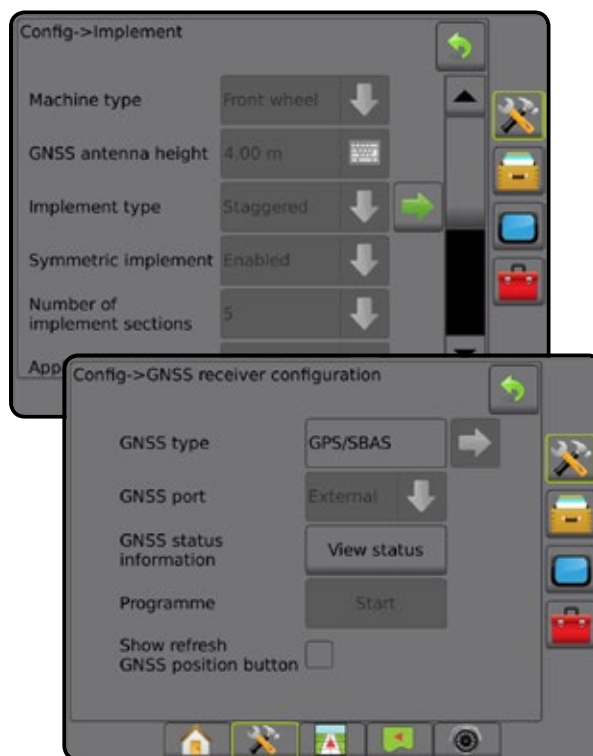 Config->Implement
Machine type
Front wheel
GNSS antenna height
4.00 m
Implement type
Staggered
Symmetric implement
Enabled
Number of
implement sections
5
App
Config->GNSS receiver configuration
GNSS type
GPS/SBAS
GNSS port
External
GNSS status
information
View status
Programme
Start
Show refresh
GNSS position button